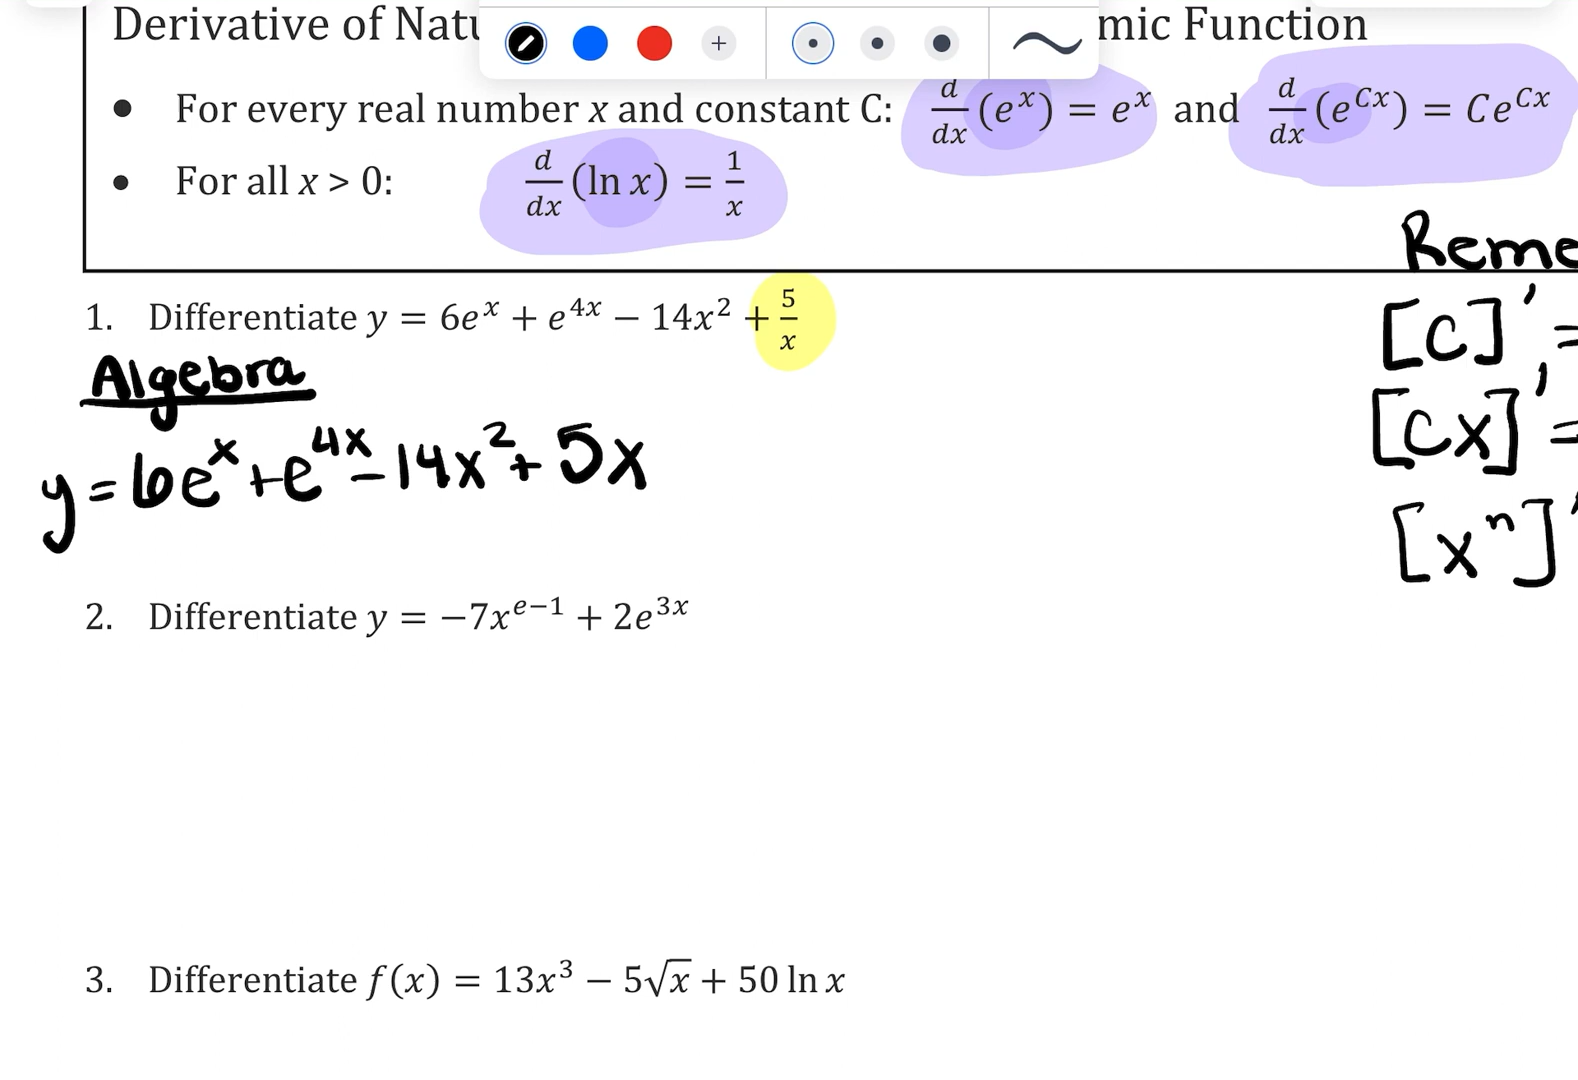 Derivative of Natu mic Function
• For every real number x and constant C: d/dx (e^x) = e^x and d/dx (e^{Cx}) = Ce^{Cx}
• For all x > 0: d/dx (ln x) = 1/x
Reme
1. Differentiate y = 6e^x + e^{4x} − 14x^2 + 5/x
[C]' =
Algebra
[Cx]' =
y = 6e^x + e^{4x} − 14x^2 + 5x
[x^n]'
2. Differentiate y = −7x^{e−1} + 2e^{3x}
3. Differentiate f(x) = 13x^3 − 5√x + 50 ln x